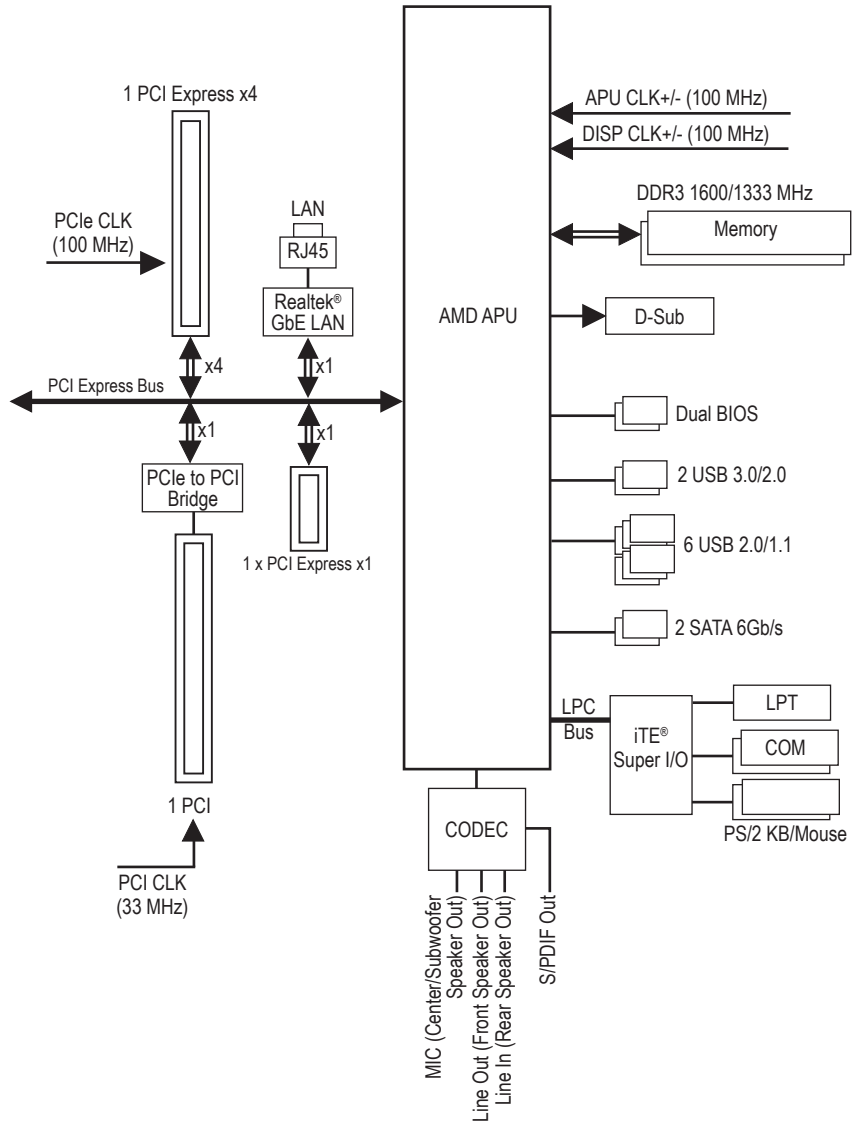 1 PCI Express x4
PCIe CLK
(100 MHz)
LAN
RJ45
Realtek®
GbE LAN
x4
x1
PCI Express Bus
x1
x1
PCIe to PCI
Bridge
1 x PCI Express x1
1 PCI
PCI CLK
(33 MHz)
AMD APU
APU CLK+/- (100 MHz)
DISP CLK+/- (100 MHz)
DDR3 1600/1333 MHz
Memory
D-Sub
Dual BIOS
2 USB 3.0/2.0
6 USB 2.0/1.1
2 SATA 6Gb/s
LPC
Bus
iTE®
Super I/O
LPT
COM
PS/2 KB/Mouse
CODEC
MIC (Center/Subwoofer
Speaker Out)
Line Out (Front Speaker Out)
Line In (Rear Speaker Out)
S/PDIF Out